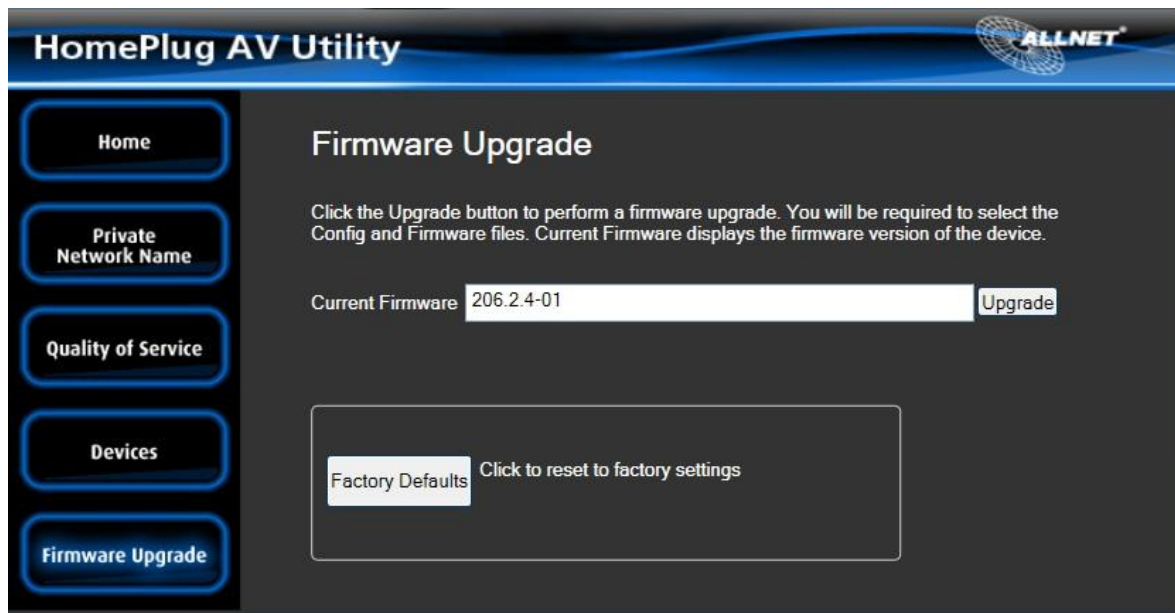 HomePlug AV Utility
ALLNET®
Home
Private
Network Name
Quality of Service
Devices
Firmware Upgrade
Firmware Upgrade
Click the Upgrade button to perform a firmware upgrade. You will be required to select the
Config and Firmware files. Current Firmware displays the firmware version of the device.
Current Firmware 206.2.4-01 Upgrade
Factory Defaults Click to reset to factory settings